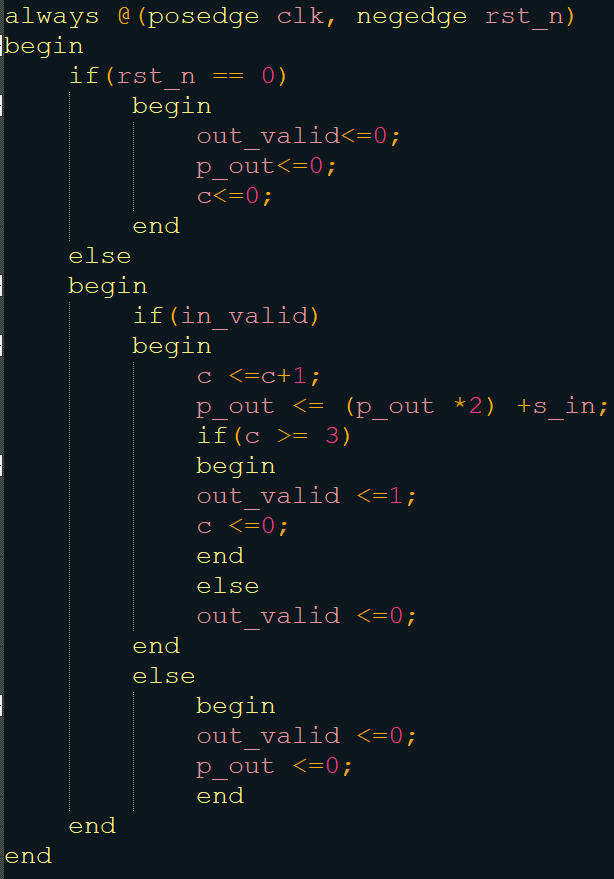 always @(posedge clk, negedge rst_n)
begin
if(rst_n == 0)
begin
out_valid<=0;
p_out<=0;
c<=0;
end
else
begin
if(in_valid)
begin
c <=c+1;
p_out <= (p_out *2) +s_in;
if(c >= 3)
begin
out_valid <=1;
c <=0;
end
else
out_valid <=0;
end
else
begin
out_valid <=0;
p_out <=0;
end
end
end